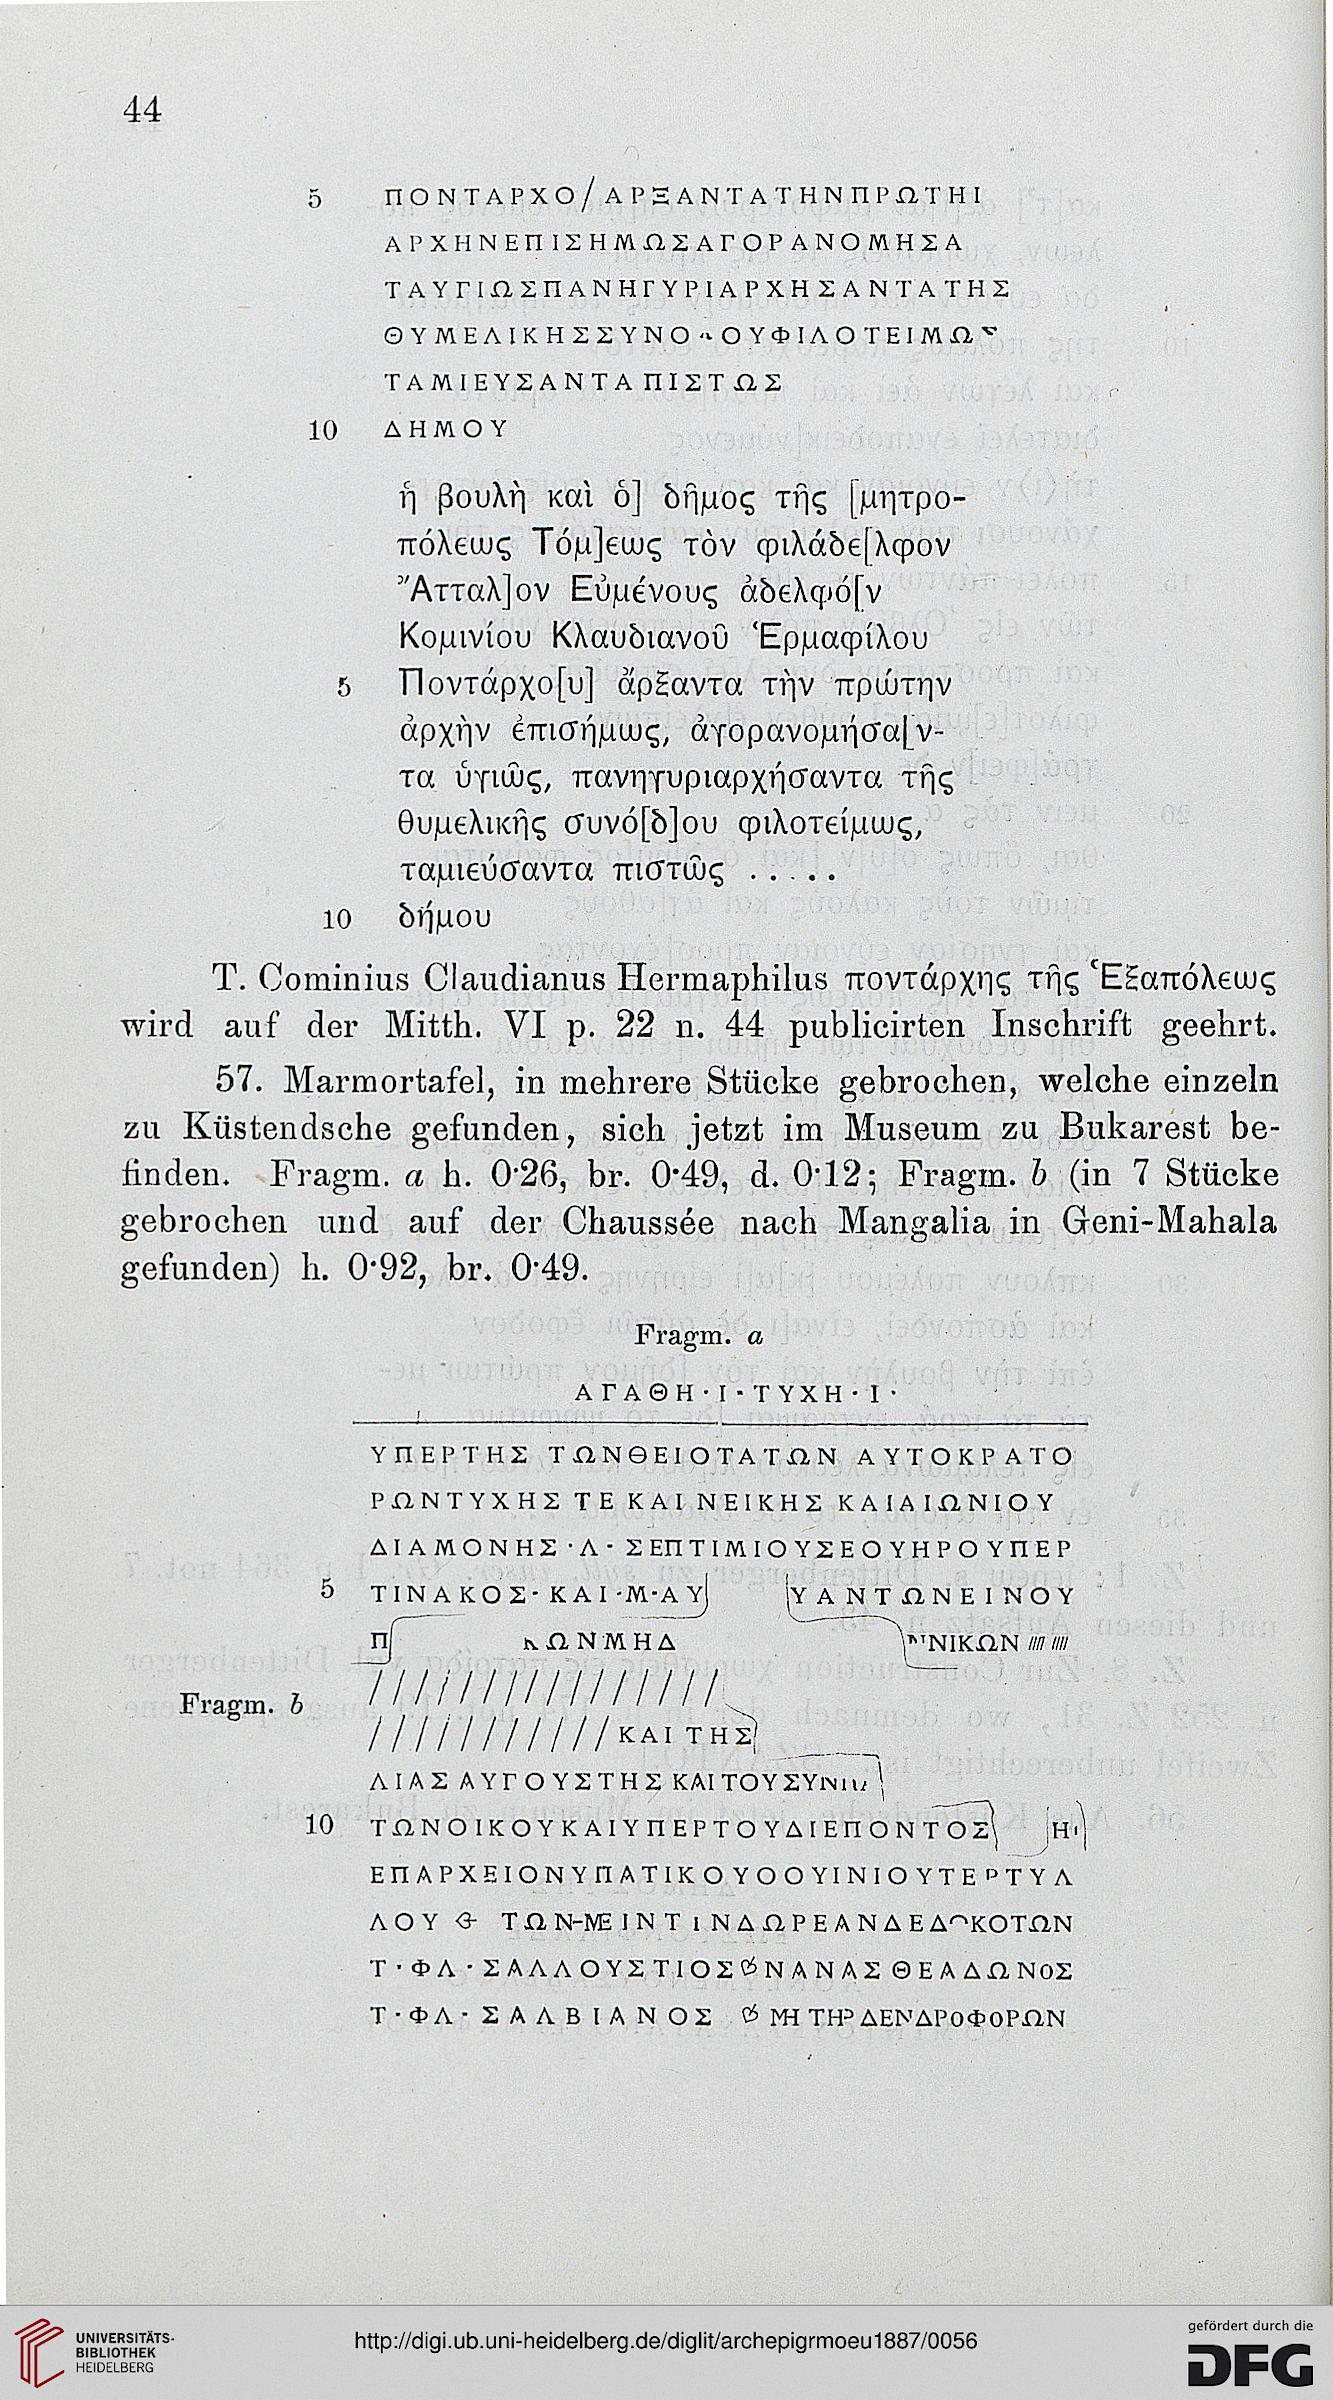 44
5 ΠΟΝΤΑΡΧΟ/ΑΡΞΑΝΤΑΤΗΝΠΡΩΤΗΙ
ΑΡΧΗΝΕΠΙΣΗΜΩΣΑΓΟΡΑΝΟΜΗΣΑ
ΤΑΥΓΙΩΣΠΑΝΗΓΥΡΙΑΡΧΗΣΑΝΤΑΤΗΣ
ΘΥΜΕΛΙΚΗΣΣΥΝΟ ΟΥΦΙΛΟΤΕΙΜΩ
ΤΑΜΙΕΥΣΑΝΤΑΠΙΣΤΩΣ
10 ΔΗΜΟΥ
ἡ βουλὴ καὶ ὁ] δῆμος τῆς [μητρο-
πόλεως Τόμ]εως τὸν φιλάδε[λφον
Ἄτταλ]ον Εὐμένους ἀδελφό[ν
Κομινίου Κλαυδιανοῦ Ἑρμαφίλου
5 Ποντάρχο[υ] ἄρξαντα τὴν πρώτην
ἀρχὴν ἐπισήμως, ἀγορανομήσα[ν-
τα ὑγιῶς, πανηγυριαρχήσαντα τῆς
θυμελικῆς συνό[δ]ου φιλοτείμως,
ταμιεύσαντα πιστῶς . . . . .
10 δήμου
T. Cominius Claudianus Hermaphilus ποντάρχης τῆς Ἑξαπόλεως
wird auf der Mitth. VI p. 22 n. 44 publicirten Inschrift geehrt.
57. Marmortafel, in mehrere Stücke gebrochen, welche einzeln
zu Küstendsche gefunden, sich jetzt im Museum zu Bukarest be-
finden. Fragm. a h. 0·26, br. 0·49, d. 0·12; Fragm. b (in 7 Stücke
gebrochen und auf der Chaussée nach Mangalia in Geni-Mahala
gefunden) h. 0·92, br. 0·49.
Fragm. a
ΑΓΑΘΗ·Ι·ΤΥΧΗ·Ι·
ΥΠΕΡΤΗΣ ΤΩΝΘΕΙΟΤΑΤΩΝ ΑΥΤΟΚΡΑΤΟ
ΡΩΝΤΥΧΗΣ ΤΕ ΚΑΙ ΝΕΙΚΗΣ ΚΑΙΑΙΩΝΙΟΥ
ΔΙΑΜΟΝΗΣ·Λ·ΣΕΠΤΙΜΙΟΥΣΕΟΥΗΡΟΥΠΕΡ
5 ΤΙΝΑΚΟΣ·ΚΑΙ·Μ·ΑΥ ΥΑΝΤΩΝΕΙΝΟΥ
Π ΚΩΝΜΗΔ ΝΙΚΩΝ //// ////
Fragm. b ///////////////
///////////ΚΑΙ ΤΗΣ
ΛΙΑΣ ΑΥΓΟΥΣΤΗΣ ΚΑΙΤΟΥΣΥ
10 ΤΩΝΟΙΚΟΥΚΑΙΥΠΕΡΤΟΥΔΙΕΠΟΝΤΟΣ Η
ΕΠΑΡΧΕΙΟΝΥΠΑΤΙΚΟΥΟΟΥΙΝΙΟΥΤΕΡΤΥΛ
ΛΟΥ ΤΩΝ ΜΕΙΝΤΙΝΔΩΡΕΑΝΔΕΔ ΚΟΤΩΝ
Τ·ΦΛ·ΣΑΛΛΟΥΣΤΙΟΣ ΝΑΝΑΣ ΘΕΑΔΩΝΟΣ
Τ·ΦΛ·ΣΑΛΒΙΑΝΟΣ ΜΗΤΗΡ ΔΕΝΔΡΟΦΟΡΩΝ
UNIVERSITÄTS-
BIBLIOTHEK
HEIDELBERG
http://digi.ub.uni-heidelberg.de/diglit/archepigrmoeu1887/0056
gefördert durch die
DFG